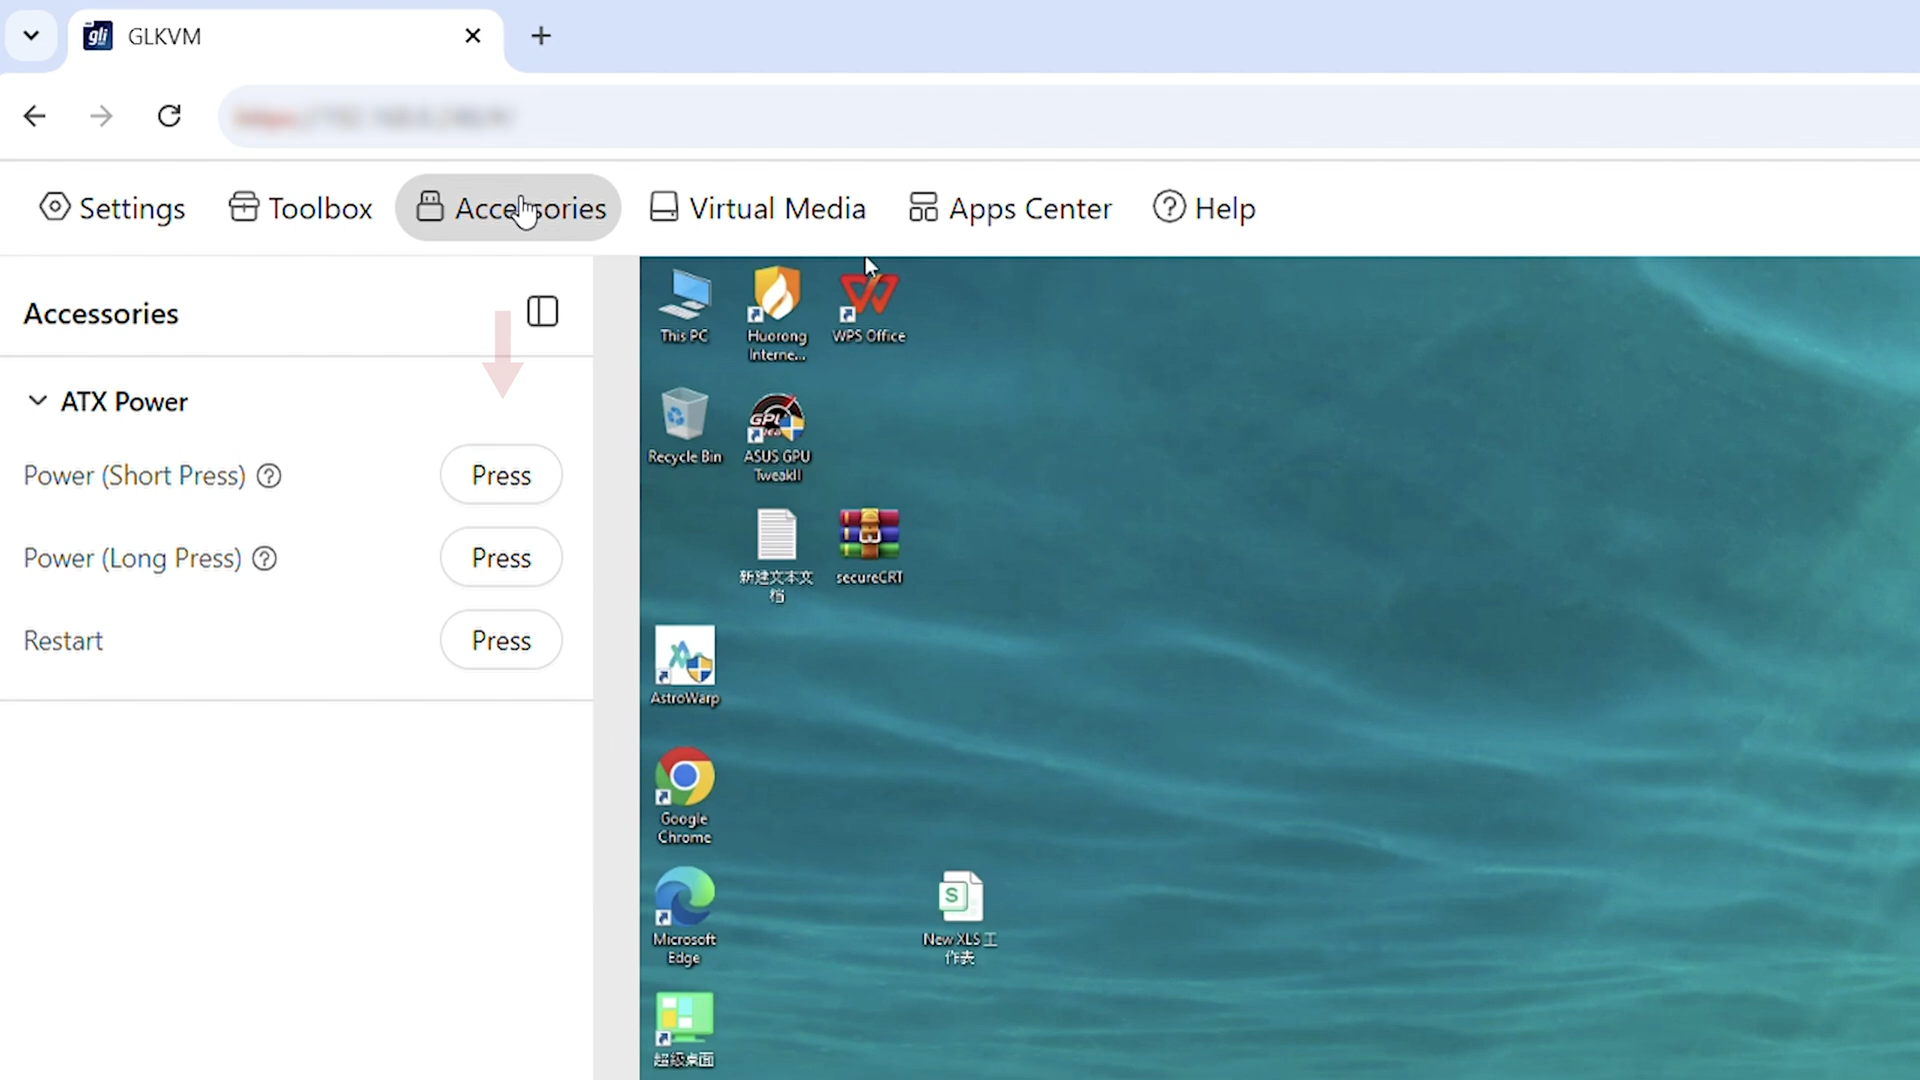 gli GLKVM
Settings Toolbox Accessories Virtual Media Apps Center Help
Accessories
ATX Power
Power (Short Press) Press
Power (Long Press) Press
Restart Press
This PC
Huorong
Interne...
WPS Office
Recycle Bin
ASUS GPU
TweakII
新建文本文
档
secureCRT
AstroWarp
Google
Chrome
Microsoft
Edge
New XLS 工
作表
超级桌面